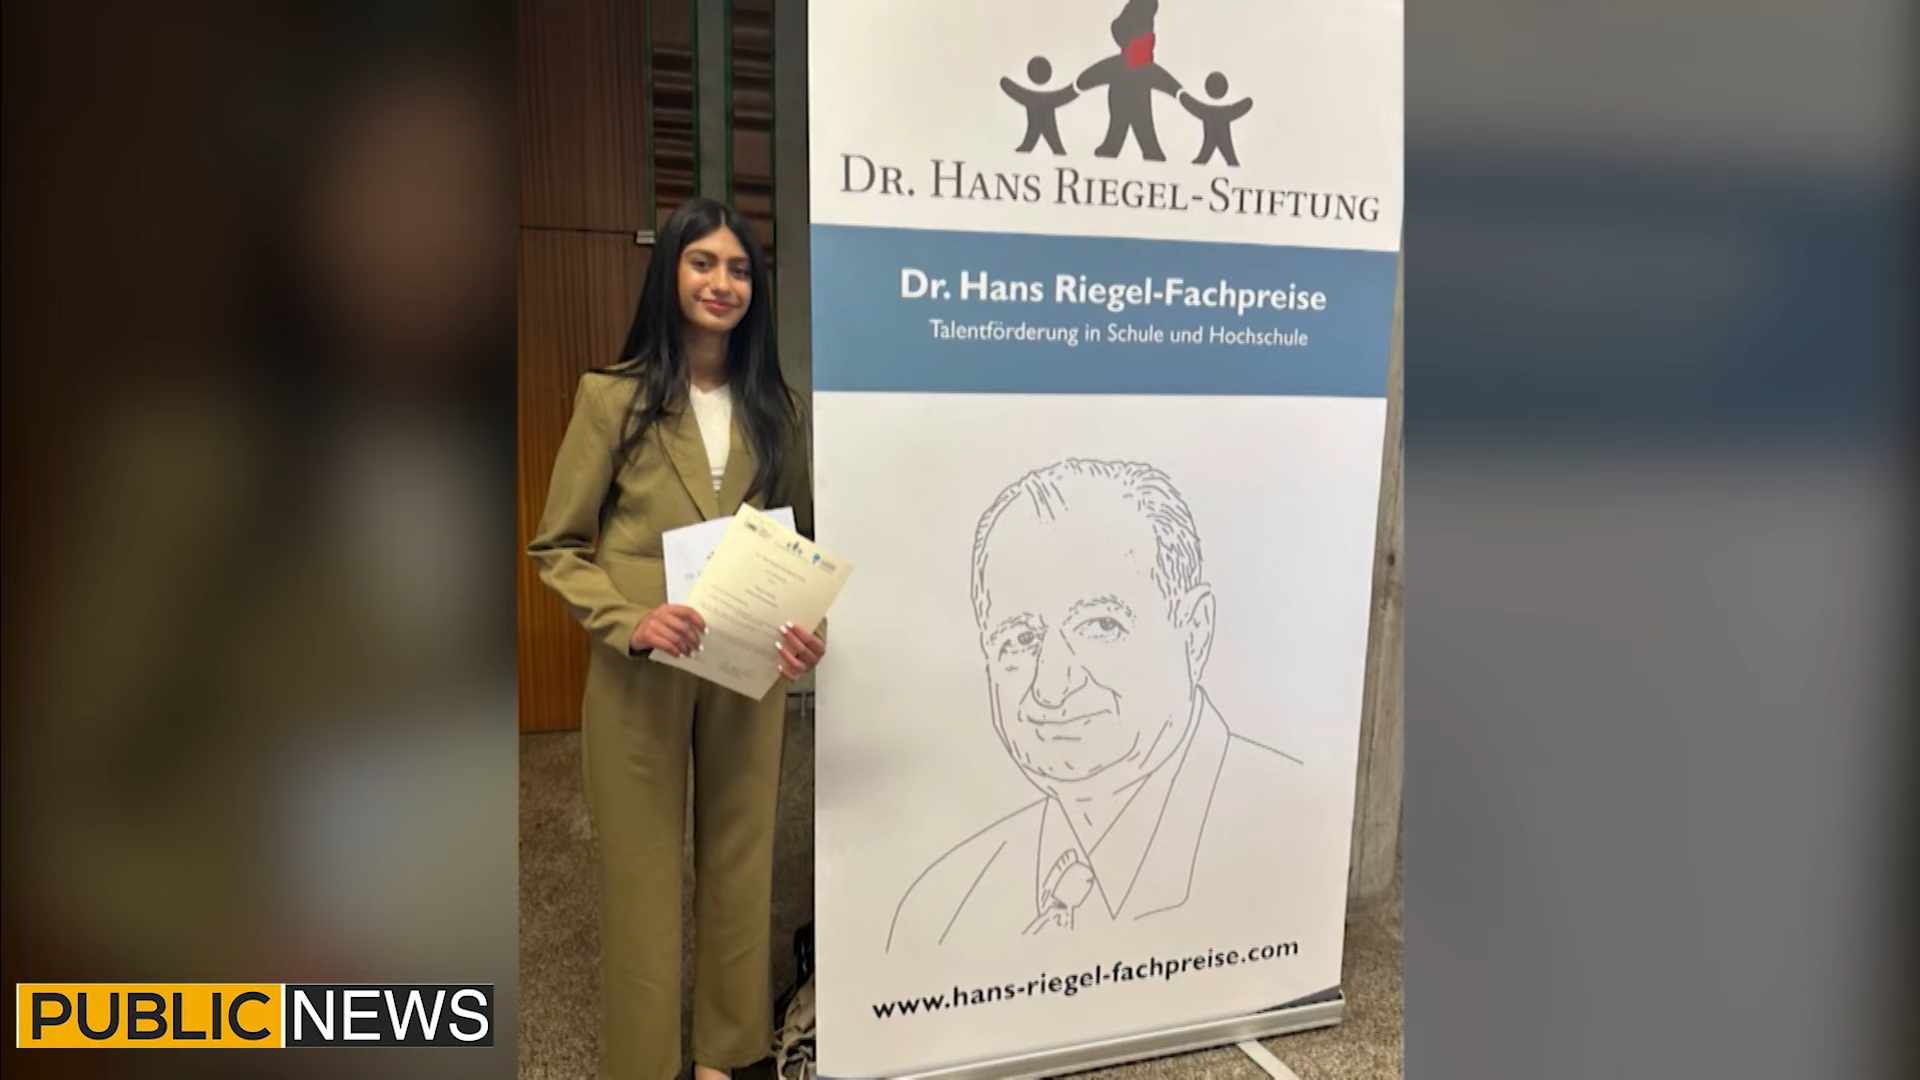 DR. HANS RIEGEL-STIFTUNG
Dr. Hans Riegel-Fachpreise
Talentförderung in Schule und Hochschule
www.hans-riegel-fachpreise.com
PUBLIC NEWS